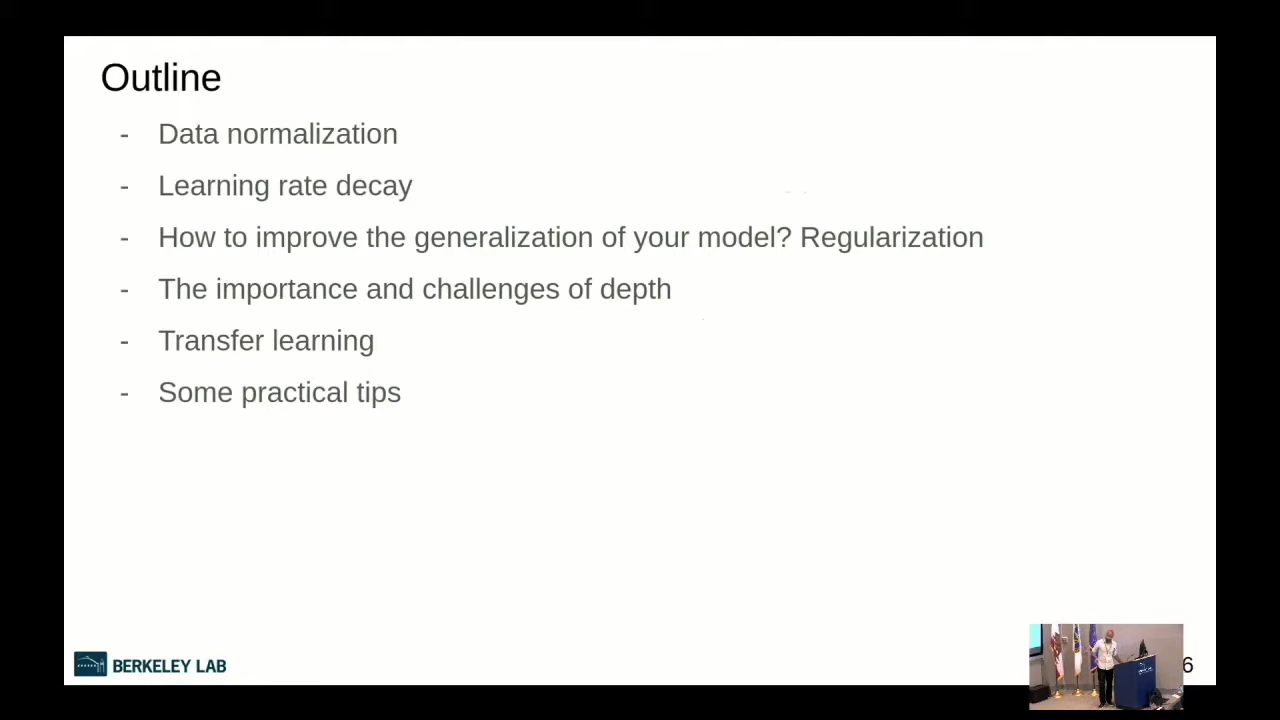 Outline
- Data normalization
- Learning rate decay
- How to improve the generalization of your model? Regularization
- The importance and challenges of depth
- Transfer learning
- Some practical tips
BERKELEY LAB
6